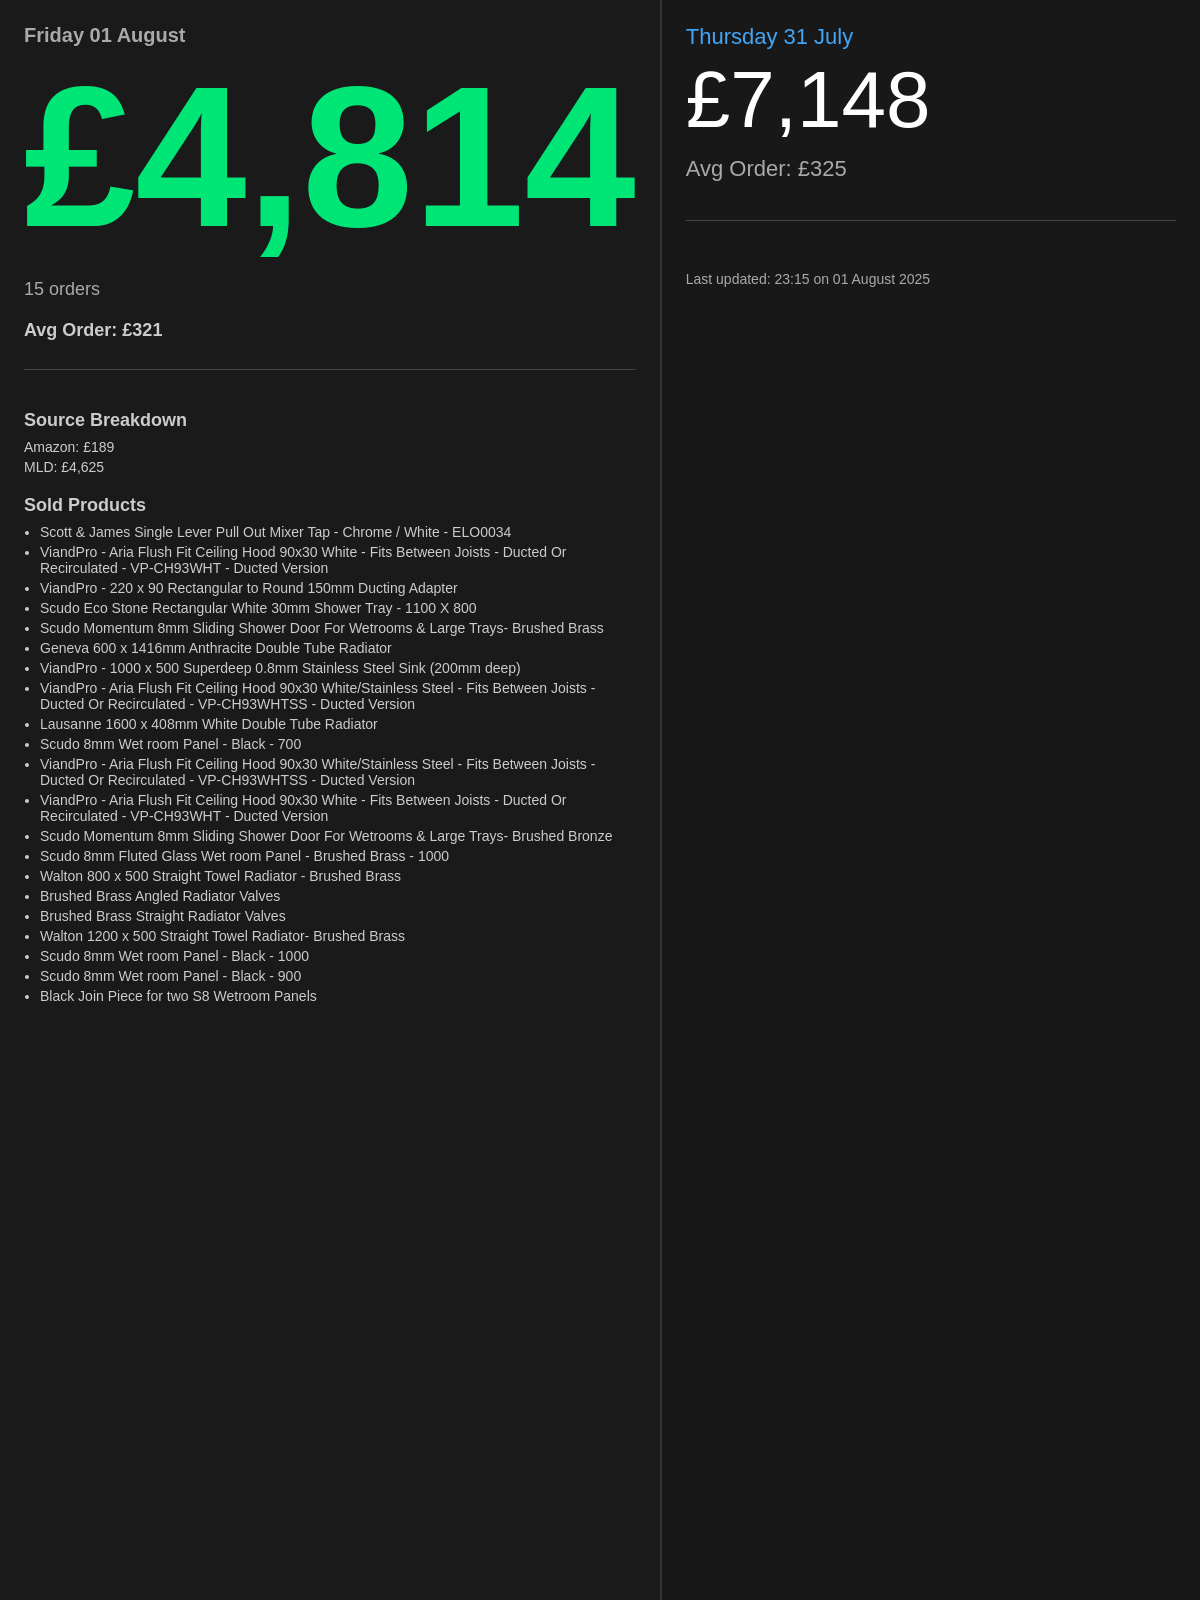 Friday 01 August
£4,814
15 orders
Avg Order: £321
Source Breakdown
Amazon: £189
MLD: £4,625
Sold Products
• Scott & James Single Lever Pull Out Mixer Tap - Chrome / White - ELO0034
• ViandPro - Aria Flush Fit Ceiling Hood 90x30 White - Fits Between Joists - Ducted Or
Recirculated - VP-CH93WHT - Ducted Version
• ViandPro - 220 x 90 Rectangular to Round 150mm Ducting Adapter
• Scudo Eco Stone Rectangular White 30mm Shower Tray - 1100 X 800
• Scudo Momentum 8mm Sliding Shower Door For Wetrooms & Large Trays- Brushed Brass
• Geneva 600 x 1416mm Anthracite Double Tube Radiator
• ViandPro - 1000 x 500 Superdeep 0.8mm Stainless Steel Sink (200mm deep)
• ViandPro - Aria Flush Fit Ceiling Hood 90x30 White/Stainless Steel - Fits Between Joists -
Ducted Or Recirculated - VP-CH93WHTSS - Ducted Version
• Lausanne 1600 x 408mm White Double Tube Radiator
• Scudo 8mm Wet room Panel - Black - 700
• ViandPro - Aria Flush Fit Ceiling Hood 90x30 White/Stainless Steel - Fits Between Joists -
Ducted Or Recirculated - VP-CH93WHTSS - Ducted Version
• ViandPro - Aria Flush Fit Ceiling Hood 90x30 White - Fits Between Joists - Ducted Or
Recirculated - VP-CH93WHT - Ducted Version
• Scudo Momentum 8mm Sliding Shower Door For Wetrooms & Large Trays- Brushed Bronze
• Scudo 8mm Fluted Glass Wet room Panel - Brushed Brass - 1000
• Walton 800 x 500 Straight Towel Radiator - Brushed Brass
• Brushed Brass Angled Radiator Valves
• Brushed Brass Straight Radiator Valves
• Walton 1200 x 500 Straight Towel Radiator- Brushed Brass
• Scudo 8mm Wet room Panel - Black - 1000
• Scudo 8mm Wet room Panel - Black - 900
• Black Join Piece for two S8 Wetroom Panels
Thursday 31 July
£7,148
Avg Order: £325
Last updated: 23:15 on 01 August 2025